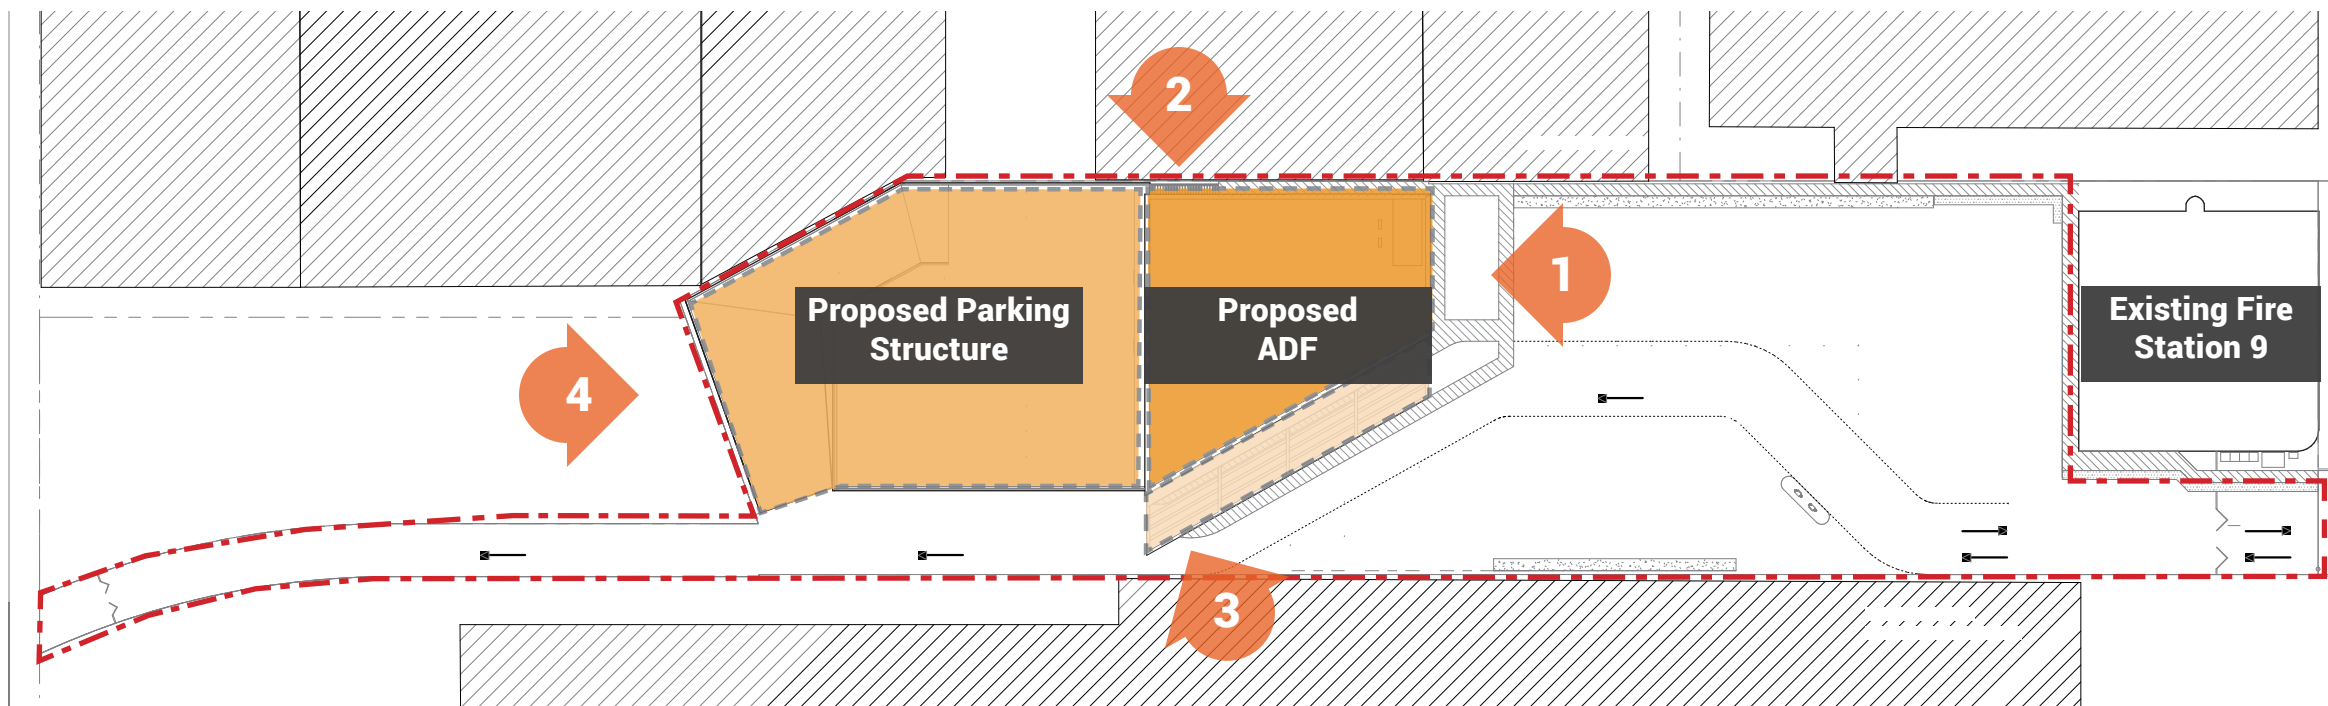 2
1
Proposed Parking
Structure
Proposed
ADF
Existing Fire
Station 9
4
3